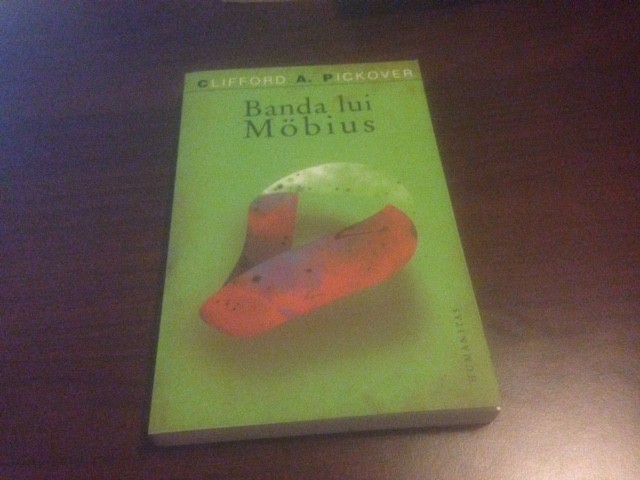 CLIFFORD A. PICKOVER
Banda lui
Möbius
HUMANITAS